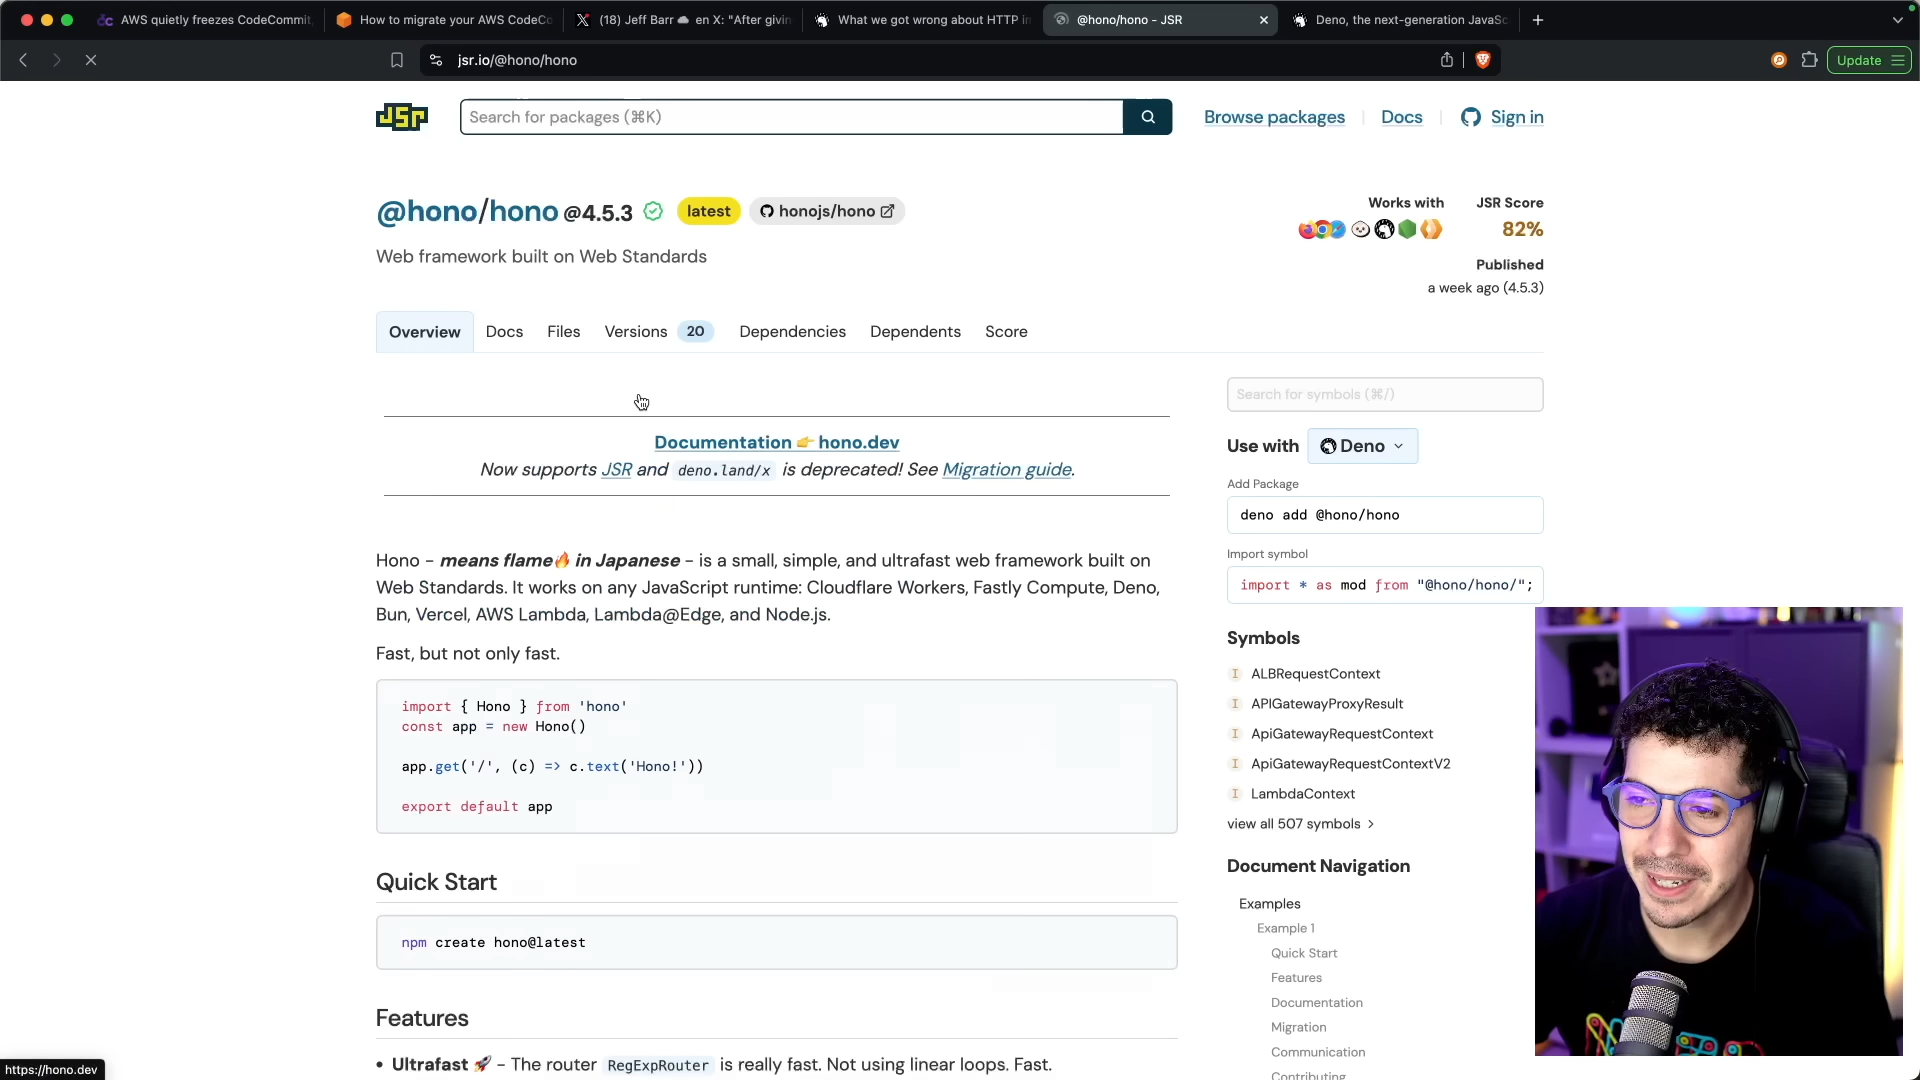 AWS quietly freezes CodeCommit,
How to migrate your AWS CodeCo
(18) Jeff Barr ☁️ en X: "After givin
What we got wrong about HTTP in
@hono/hono - JSR
Deno, the next-generation JavaSc
jsr.io/@hono/hono
Update
JSR
Search for packages (⌘K)
Browse packages
Docs
Sign in
@hono/hono @4.5.3
latest
honojs/hono
Works with
JSR Score
82%
Web framework built on Web Standards
Published
a week ago (4.5.3)
Overview
Docs
Files
Versions 20
Dependencies
Dependents
Score
Search for symbols (⌘/)
Documentation 👉 hono.dev
Now supports JSR and deno.land/x is deprecated! See Migration guide.
Use with Deno
Add Package
deno add @hono/hono
Import symbol
import * as mod from "@hono/hono/";
Hono - means flame🔥 in Japanese - is a small, simple, and ultrafast web framework built on
Web Standards. It works on any JavaScript runtime: Cloudflare Workers, Fastly Compute, Deno,
Bun, Vercel, AWS Lambda, Lambda@Edge, and Node.js.
Fast, but not only fast.
import { Hono } from 'hono'
const app = new Hono()
app.get('/', (c) => c.text('Hono!'))
export default app
Symbols
I ALBRequestContext
I APIGatewayProxyResult
I ApiGatewayRequestContext
I ApiGatewayRequestContextV2
I LambdaContext
view all 507 symbols
Quick Start
npm create hono@latest
Document Navigation
Examples
Example 1
Quick Start
Features
Documentation
Migration
Communication
Contributing
Features
• Ultrafast 🚀 - The router RegExpRouter is really fast. Not using linear loops. Fast.
https://hono.dev